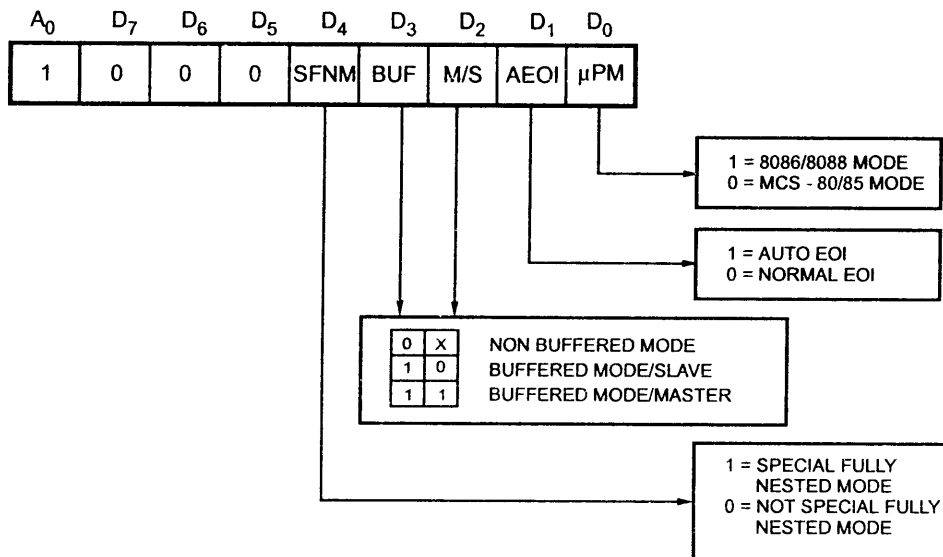 A0 D7 D6 D5 D4 D3 D2 D1 D0
1 0 0 0 SFNM BUF M/S AEOI μPM
1 = 8086/8088 MODE
0 = MCS - 80/85 MODE
1 = AUTO EOI
0 = NORMAL EOI
0 X NON BUFFERED MODE
1 0 BUFFERED MODE/SLAVE
1 1 BUFFERED MODE/MASTER
1 = SPECIAL FULLY
NESTED MODE
0 = NOT SPECIAL FULLY
NESTED MODE